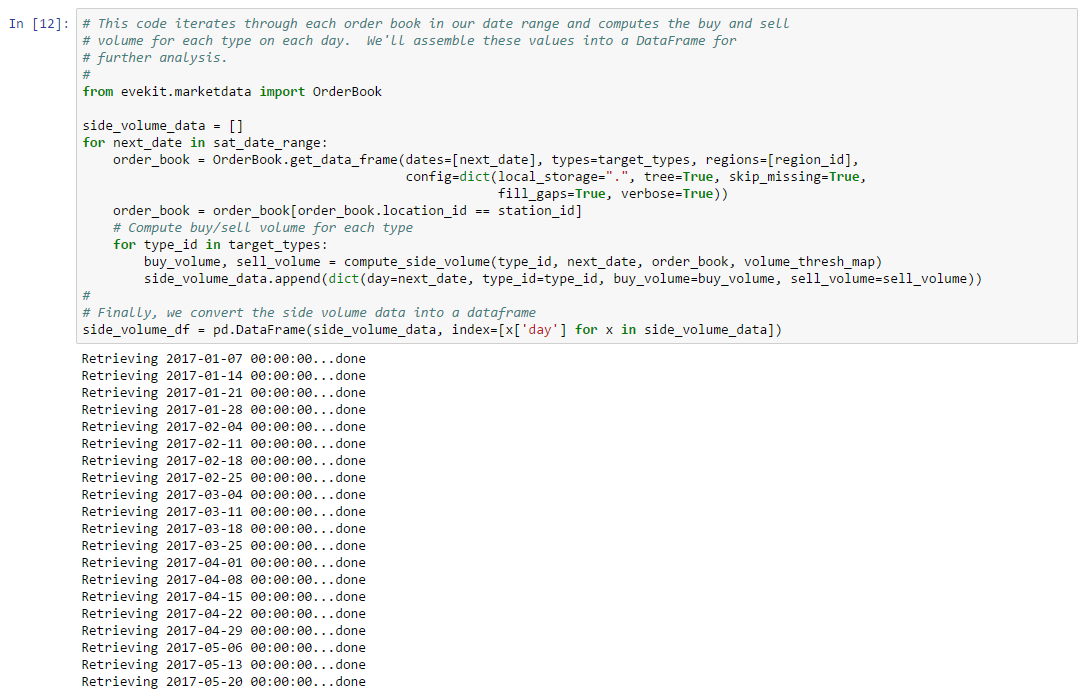 In [12]:
# This code iterates through each order book in our date range and computes the buy and sell
# volume for each type on each day.  We'll assemble these values into a DataFrame for
# further analysis.
#
from evekit.marketdata import OrderBook

side_volume_data = []
for next_date in sat_date_range:
    order_book = OrderBook.get_data_frame(dates=[next_date], types=target_types, regions=[region_id],
                                          config=dict(local_storage=".", tree=True, skip_missing=True,
                                                      fill_gaps=True, verbose=True))
    order_book = order_book[order_book.location_id == station_id]
    # Compute buy/sell volume for each type
    for type_id in target_types:
        buy_volume, sell_volume = compute_side_volume(type_id, next_date, order_book, volume_thresh_map)
        side_volume_data.append(dict(day=next_date, type_id=type_id, buy_volume=buy_volume, sell_volume=sell_volume))
#
# Finally, we convert the side volume data into a dataframe
side_volume_df = pd.DataFrame(side_volume_data, index=[x['day'] for x in side_volume_data])
Retrieving 2017-01-07 00:00:00...done
Retrieving 2017-01-14 00:00:00...done
Retrieving 2017-01-21 00:00:00...done
Retrieving 2017-01-28 00:00:00...done
Retrieving 2017-02-04 00:00:00...done
Retrieving 2017-02-11 00:00:00...done
Retrieving 2017-02-18 00:00:00...done
Retrieving 2017-02-25 00:00:00...done
Retrieving 2017-03-04 00:00:00...done
Retrieving 2017-03-11 00:00:00...done
Retrieving 2017-03-18 00:00:00...done
Retrieving 2017-03-25 00:00:00...done
Retrieving 2017-04-01 00:00:00...done
Retrieving 2017-04-08 00:00:00...done
Retrieving 2017-04-15 00:00:00...done
Retrieving 2017-04-22 00:00:00...done
Retrieving 2017-04-29 00:00:00...done
Retrieving 2017-05-06 00:00:00...done
Retrieving 2017-05-13 00:00:00...done
Retrieving 2017-05-20 00:00:00...done